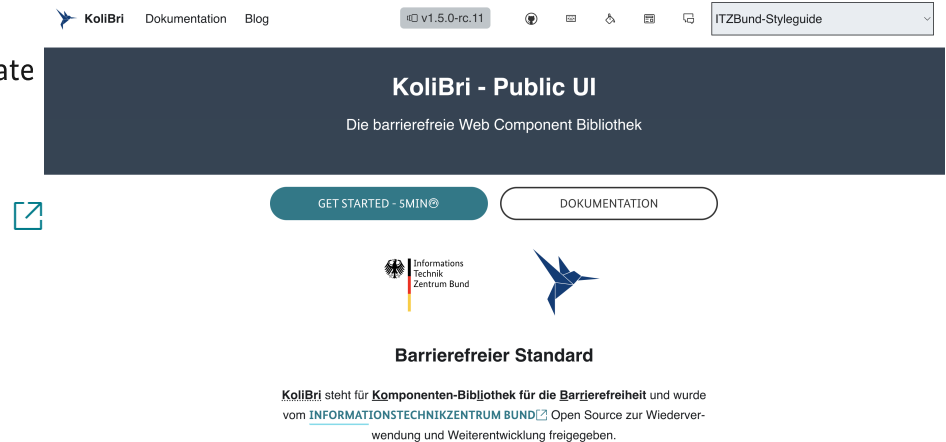 KoliBri Dokumentation Blog v1.5.0-rc.11 ITZBund-Styleguide
ate
KoliBri - Public UI
Die barrierefreie Web Component Bibliothek
GET STARTED - 5MIN DOKUMENTATION
Informations
Technik
Zentrum Bund
Barrierefreier Standard
KoliBri steht für Komponenten-Bibliothek für die Barrierefreiheit und wurde
vom INFORMATIONSTECHNIKZENTRUM BUND Open Source zur Wiederver-
wendung und Weiterentwicklung freigegeben.